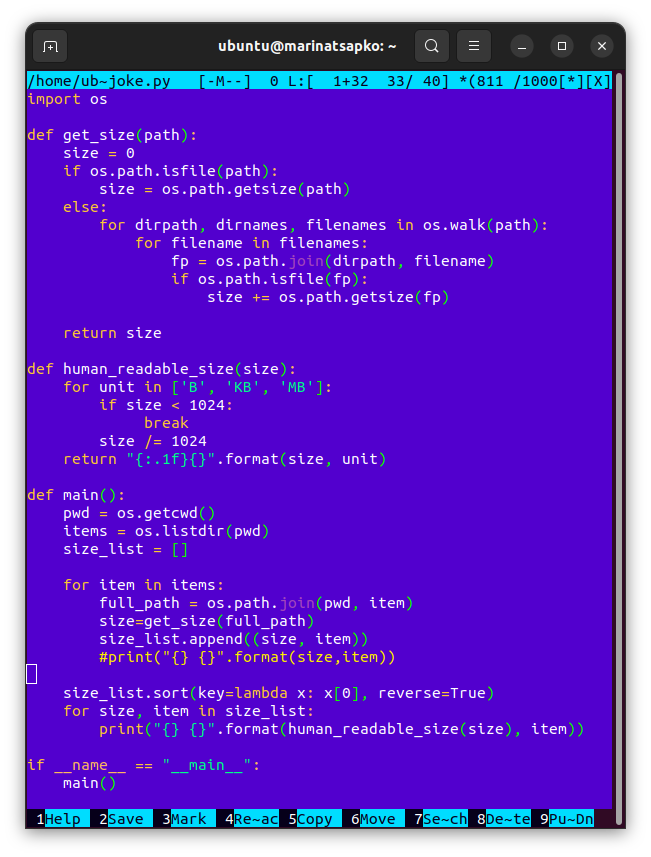 ubuntu@marinatsapko: ~
/home/ub~joke.py   [-M--]  0 L:[  1+32  33/ 40] *(811 /1000[*][X]
import os

def get_size(path):
    size = 0
    if os.path.isfile(path):
        size = os.path.getsize(path)
    else:
        for dirpath, dirnames, filenames in os.walk(path):
            for filename in filenames:
                fp = os.path.join(dirpath, filename)
                if os.path.isfile(fp):
                    size += os.path.getsize(fp)

    return size

def human_readable_size(size):
    for unit in ['B', 'KB', 'MB']:
        if size < 1024:
             break
        size /= 1024
    return "{:.1f}{}".format(size, unit)

def main():
    pwd = os.getcwd()
    items = os.listdir(pwd)
    size_list = []

    for item in items:
        full_path = os.path.join(pwd, item)
        size=get_size(full_path)
        size_list.append((size, item))
        #print("{} {}".format(size,item))

    size_list.sort(key=lambda x: x[0], reverse=True)
    for size, item in size_list:
        print("{} {}".format(human_readable_size(size), item))

if __name__ == "__main__":
    main()

1Help  2Save  3Mark  4Re~ac  5Copy  6Move  7Se~ch  8De~te  9Pu~Dn